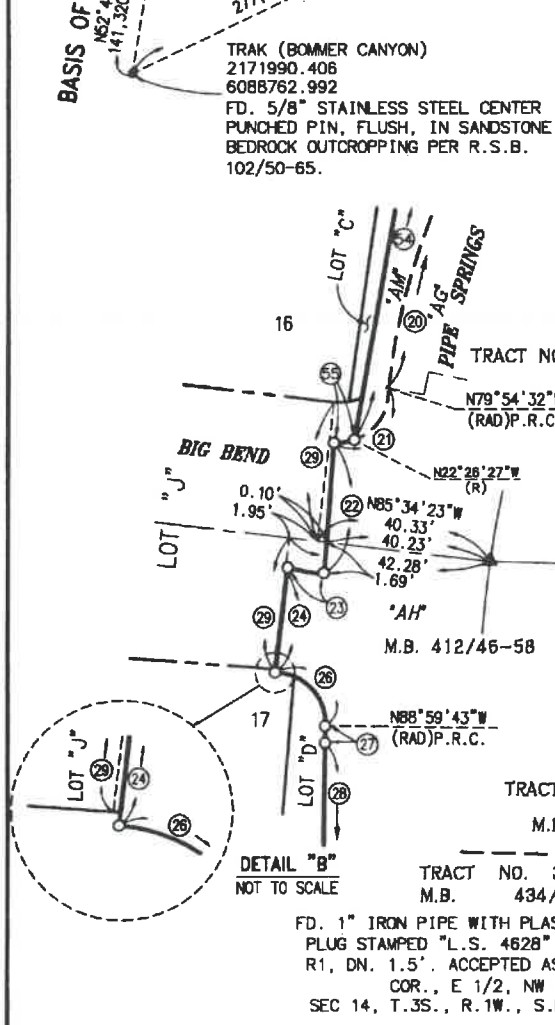 BASIS OF
N62°4
141,320
TRAK (BOMMER CANYON)
2171990.406
6088762.992
FD. 5/8" STAINLESS STEEL CENTER
PUNCHED PIN, FLUSH, IN SANDSTONE
BEDROCK OUTCROPPING PER R.S.B.
102/50-65.
LOT "C"
54
"AM"
20
"AG"
PIPE SPRINGS
16
TRACT NO
55
N79°54'32"
(RAD)P.R.C
21
29
BIG BEND
N22°26'27"W
(R)
LOT "J"
0.10'
1.95'
22
N85°34'23"W
40.33'
40.23'
42.28'
1.69'
23
"AH"
29
24
M.B. 412/46-58
26
17
N88°59'43"W
(RAD)P.R.C.
27
LOT "J"
29
24
26
LOT "D"
28
TRACT
M.
DETAIL "B"
NOT TO SCALE
TRACT NO.
M.B. 434/
FD. 1" IRON PIPE WITH PLAS
PLUG STAMPED "L.S. 4628"
R1, DN. 1.5'. ACCEPTED AS
COR., E 1/2, NW
SEC 14, T.3S., R.1W., S.